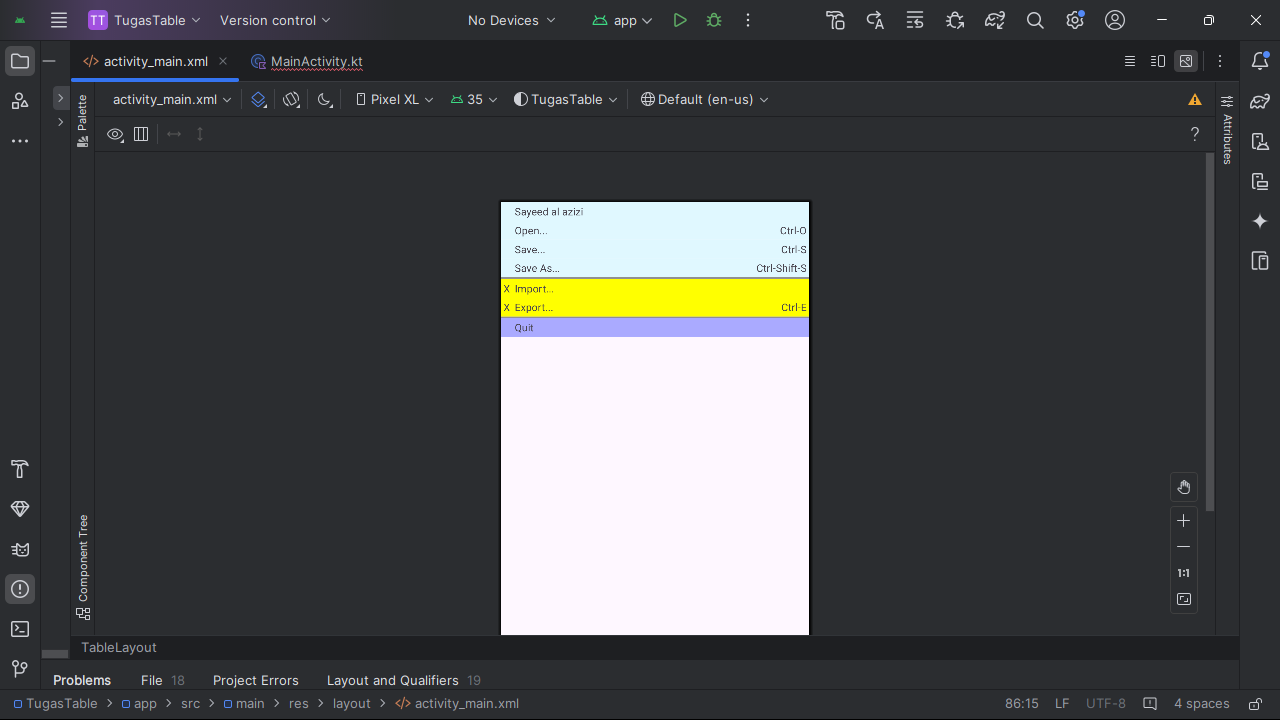 TT TugasTable Version control No Devices app
activity_main.xml MainActivity.kt
activity_main.xml Pixel XL 35 TugasTable Default (en-us)
Palette
?
Attributes
Sayeed al azizi
Open... Ctrl-O
Save... Ctrl-S
Save As... Ctrl-Shift-S
X Import...
X Export... Ctrl-E
Quit
1:1
Component Tree
TableLayout
Problems File 18 Project Errors Layout and Qualifiers 19
TugasTable > app > src > main > res > layout > activity_main.xml 86:15 LF UTF-8 4 spaces